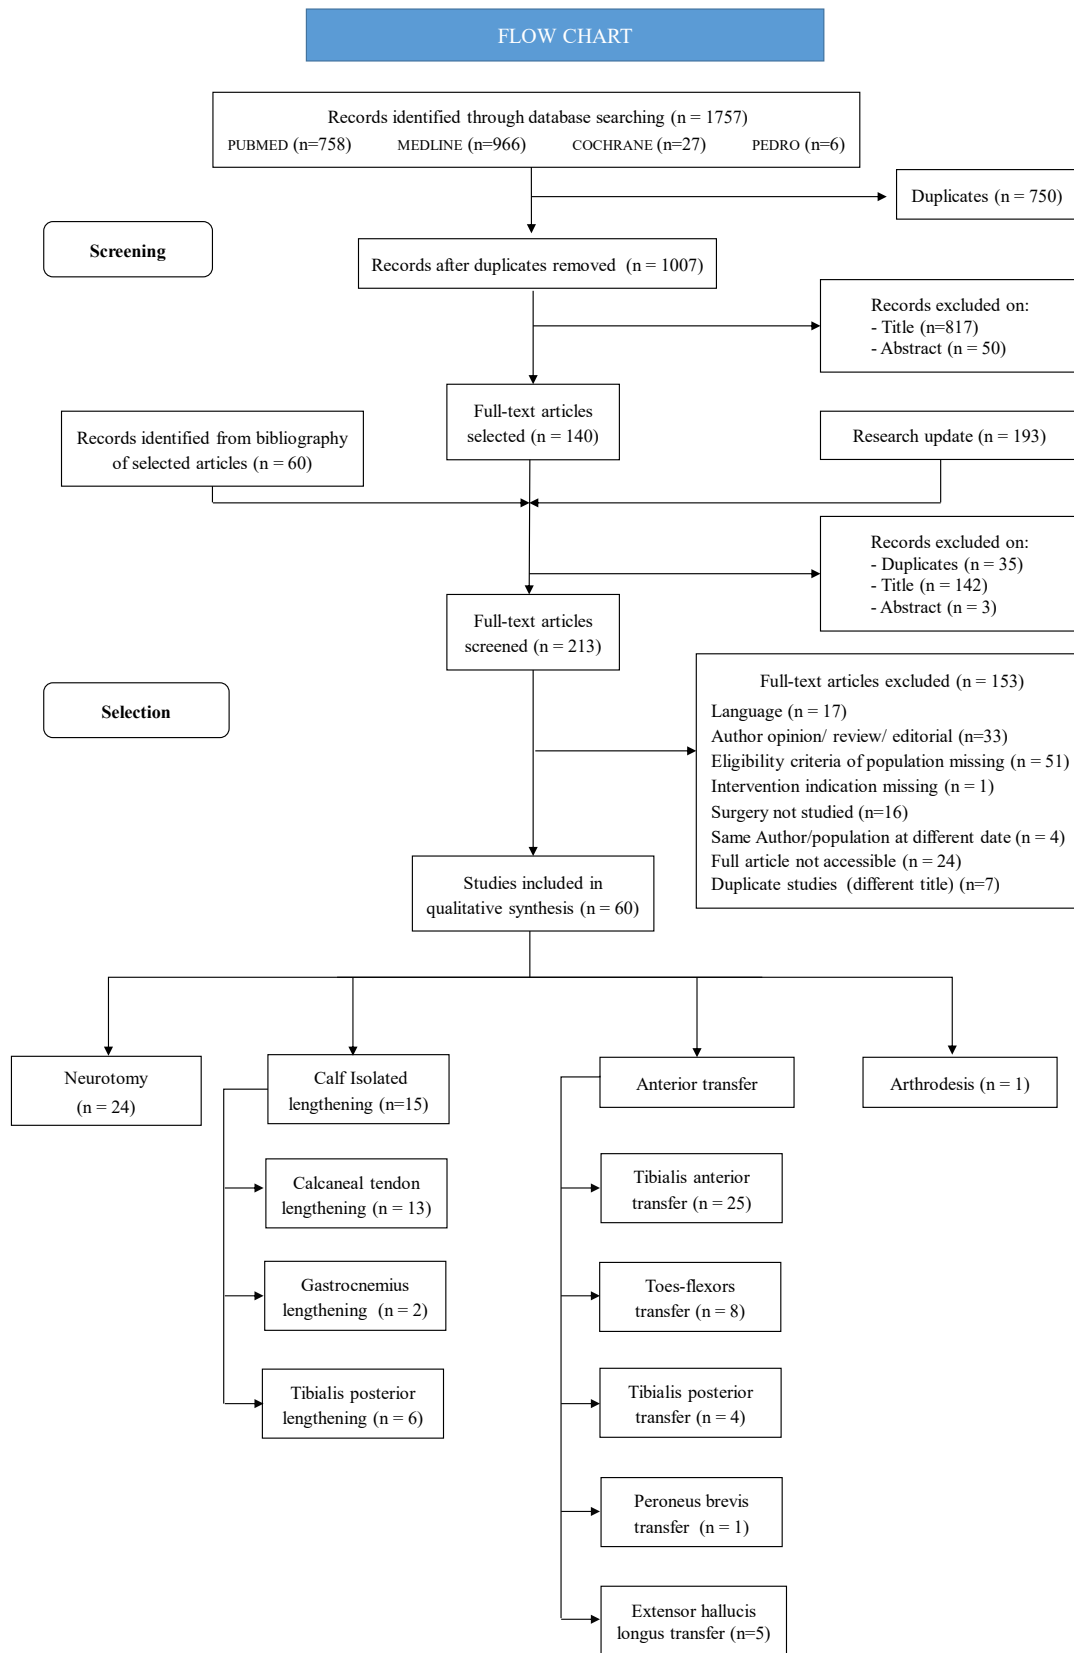 FLOW CHART
Records identified through database searching (n = 1757)
PUBMED (n=758) MEDLINE (n=966) COCHRANE (n=27) PEDRO (n=6)
Duplicates (n = 750)
Screening
Records after duplicates removed (n = 1007)
Records excluded on:
- Title (n=817)
- Abstract (n = 50)
Full-text articles
selected (n = 140)
Records identified from bibliography
of selected articles (n = 60)
Research update (n = 193)
Records excluded on:
- Duplicates (n = 35)
- Title (n = 142)
- Abstract (n = 3)
Full-text articles
screened (n = 213)
Selection
Full-text articles excluded (n = 153)
Language (n = 17)
Author opinion/ review/ editorial (n=33)
Eligibility criteria of population missing (n = 51)
Intervention indication missing (n = 1)
Surgery not studied (n=16)
Same Author/population at different date (n = 4)
Full article not accessible (n = 24)
Duplicate studies (different title) (n=7)
Studies included in
qualitative synthesis (n = 60)
Neurotomy
(n = 24)
Calf Isolated
lengthening (n=15)
Calcaneal tendon
lengthening (n = 13)
Gastrocnemius
lengthening (n = 2)
Tibialis posterior
lengthening (n = 6)
Anterior transfer
Tibialis anterior
transfer (n = 25)
Toes-flexors
transfer (n = 8)
Tibialis posterior
transfer (n = 4)
Peroneus brevis
transfer (n = 1)
Extensor hallucis
longus transfer (n=5)
Arthrodesis (n = 1)